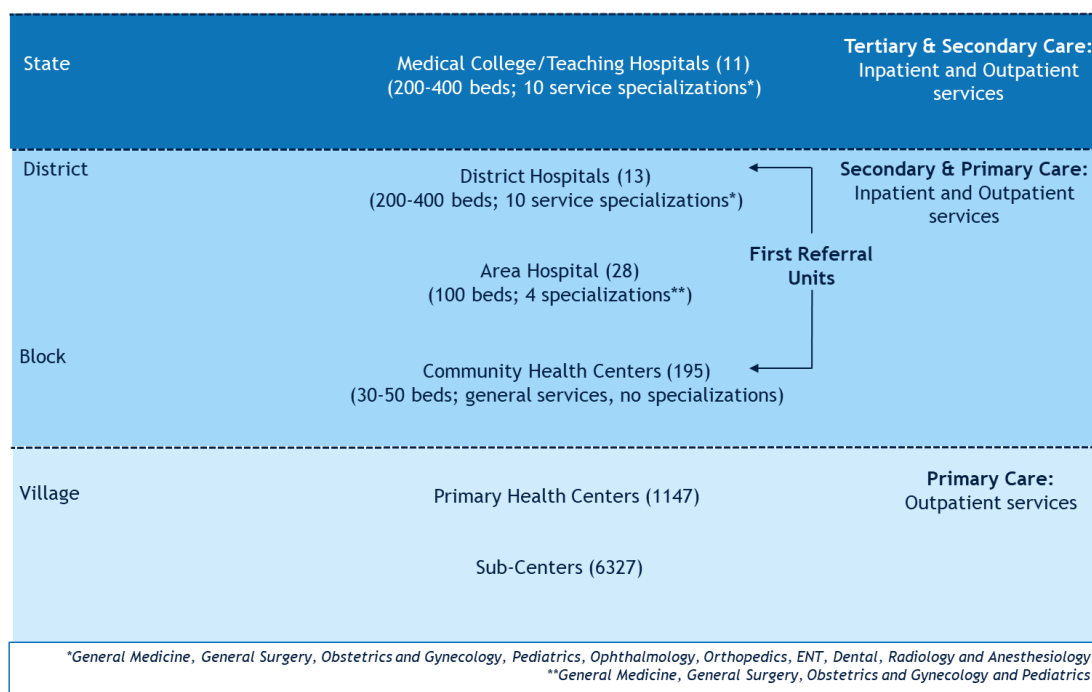 State
Medical College/Teaching Hospitals (11)
(200-400 beds; 10 service specializations*)
Tertiary & Secondary Care:
Inpatient and Outpatient
services
District
District Hospitals (13)
(200-400 beds; 10 service specializations*)
Secondary & Primary Care:
Inpatient and Outpatient
services
First Referral
Units
Area Hospital (28)
(100 beds; 4 specializations**)
Block
Community Health Centers (195)
(30-50 beds; general services, no specializations)
Village
Primary Health Centers (1147)
Primary Care:
Outpatient services
Sub-Centers (6327)
*General Medicine, General Surgery, Obstetrics and Gynecology, Pediatrics, Ophthalmology, Orthopedics, ENT, Dental, Radiology and Anesthesiology
**General Medicine, General Surgery, Obstetrics and Gynecology and Pediatrics